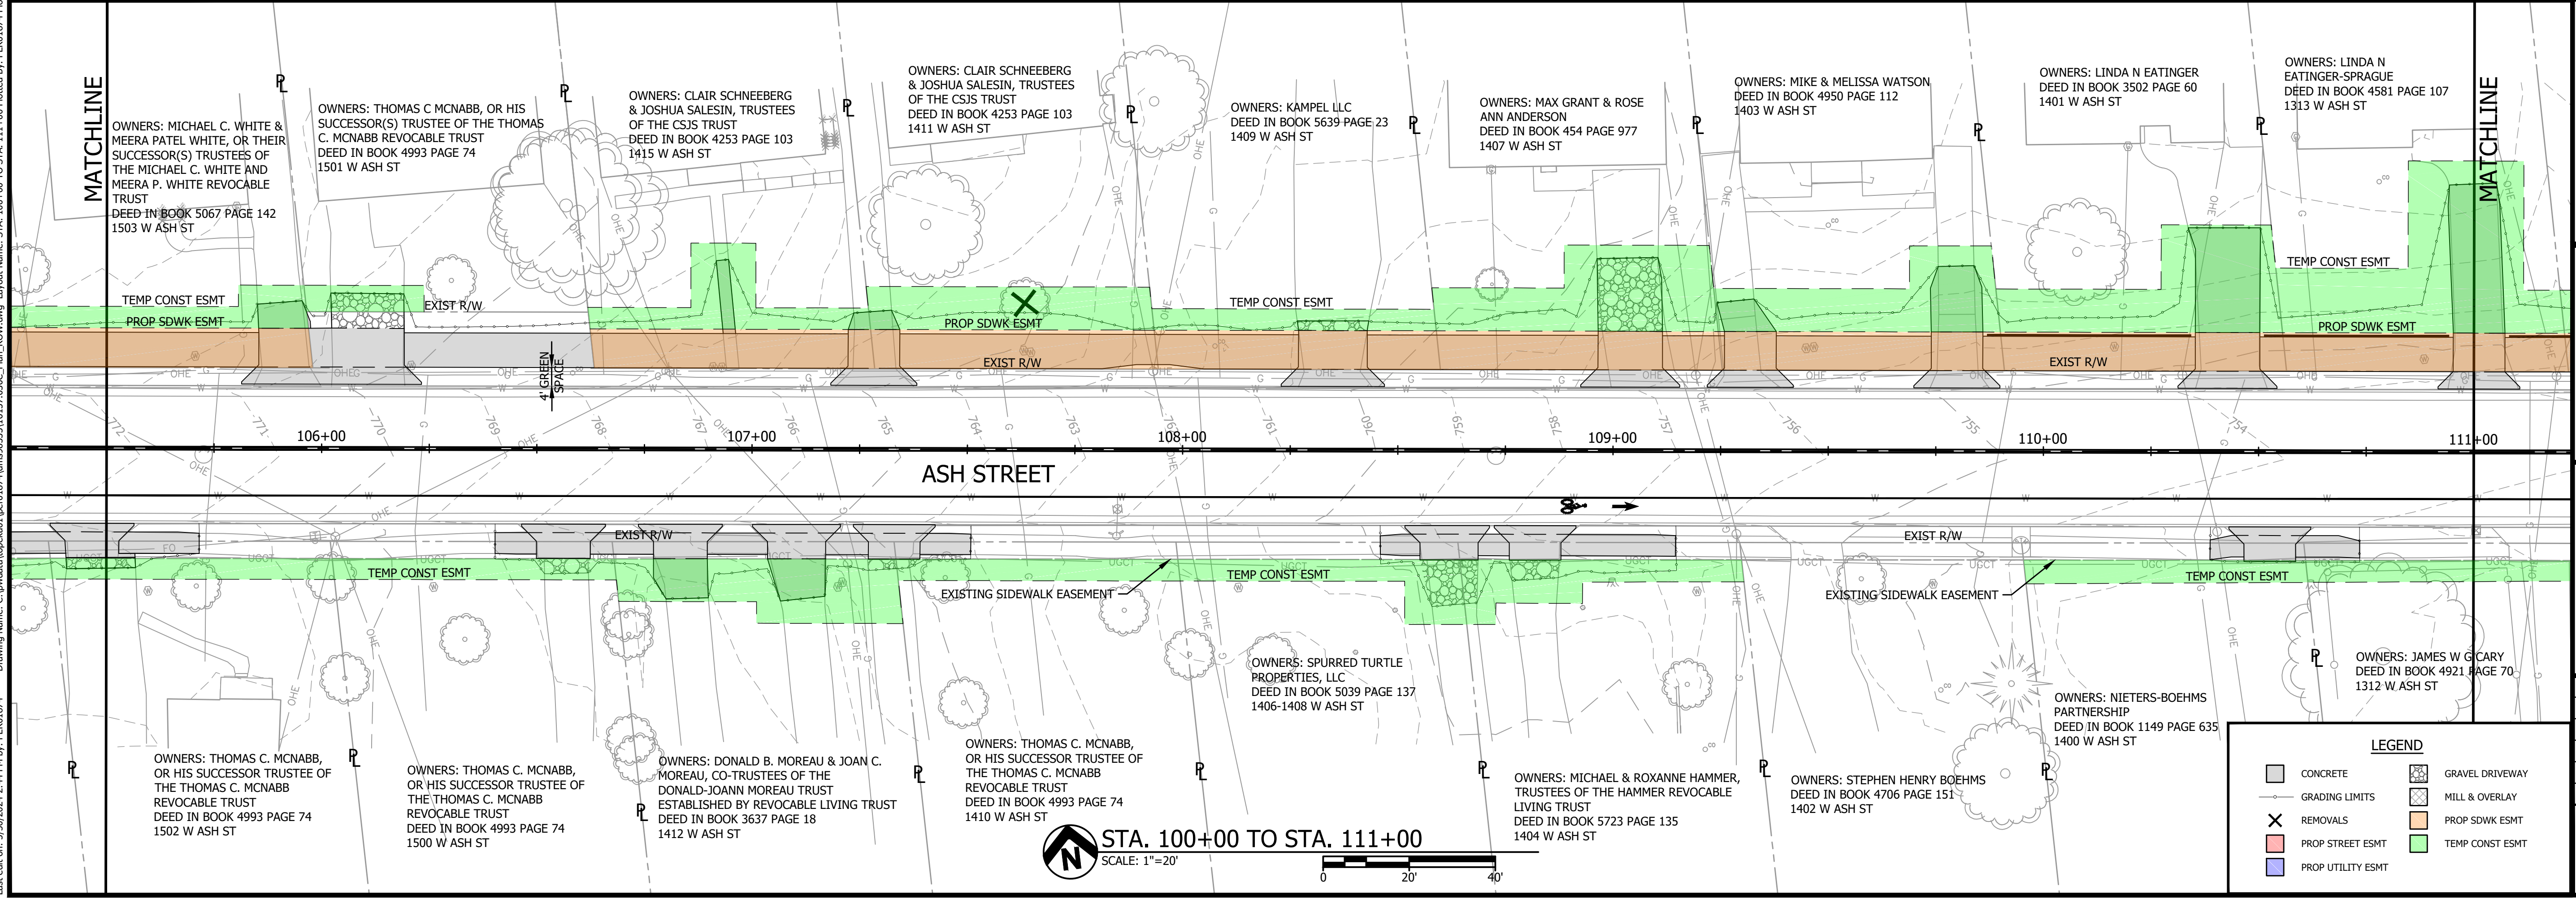 MATCHLINE
OWNERS: MICHAEL C. WHITE &
MEERA PATEL WHITE, OR THEIR
SUCCESSOR(S) TRUSTEES OF
THE MICHAEL C. WHITE AND
MEERA P. WHITE REVOCABLE
TRUST
DEED IN BOOK 5067 PAGE 142
1503 W ASH ST
OWNERS: THOMAS C MCNABB, OR HIS
SUCCESSOR(S) TRUSTEE OF THE THOMAS
C. MCNABB REVOCABLE TRUST
DEED IN BOOK 4993 PAGE 74
1501 W ASH ST
OWNERS: CLAIR SCHNEEBERG
& JOSHUA SALESIN, TRUSTEES
OF THE CSJS TRUST
DEED IN BOOK 4253 PAGE 103
1415 W ASH ST
OWNERS: CLAIR SCHNEEBERG
& JOSHUA SALESIN, TRUSTEES
OF THE CSJS TRUST
DEED IN BOOK 4253 PAGE 103
1411 W ASH ST
OWNERS: KAMPEL LLC
DEED IN BOOK 5639 PAGE 23
1409 W ASH ST
OWNERS: MAX GRANT & ROSE
ANN ANDERSON
DEED IN BOOK 454 PAGE 977
1407 W ASH ST
OWNERS: MIKE & MELISSA WATSON
DEED IN BOOK 4950 PAGE 112
1403 W ASH ST
OWNERS: LINDA N EATINGER
DEED IN BOOK 3502 PAGE 60
1401 W ASH ST
OWNERS: LINDA N
EATINGER-SPRAGUE
DEED IN BOOK 4581 PAGE 107
1313 W ASH ST
MATCHLINE
TEMP CONST ESMT
PROP SDWK ESMT
EXIST R/W
4' GREEN
SPACE
PROP SDWK ESMT
EXIST R/W
TEMP CONST ESMT
TEMP CONST ESMT
PROP SDWK ESMT
EXIST R/W
772
771
770
769
768
767
766
765
764
763
762
761
760
759
758
757
756
755
754
106+00
107+00
108+00
109+00
110+00
111+00
ASH STREET
EXIST R/W
EXIST R/W
TEMP CONST ESMT
TEMP CONST ESMT
TEMP CONST ESMT
EXISTING SIDEWALK EASEMENT
EXISTING SIDEWALK EASEMENT
OWNERS: THOMAS C. MCNABB,
OR HIS SUCCESSOR TRUSTEE OF
THE THOMAS C. MCNABB
REVOCABLE TRUST
DEED IN BOOK 4993 PAGE 74
1502 W ASH ST
OWNERS: THOMAS C. MCNABB,
OR HIS SUCCESSOR TRUSTEE OF
THE THOMAS C. MCNABB
REVOCABLE TRUST
DEED IN BOOK 4993 PAGE 74
1500 W ASH ST
OWNERS: DONALD B. MOREAU & JOAN C.
MOREAU, CO-TRUSTEES OF THE
DONALD-JOANN MOREAU TRUST
ESTABLISHED BY REVOCABLE LIVING TRUST
DEED IN BOOK 3637 PAGE 18
1412 W ASH ST
OWNERS: THOMAS C. MCNABB,
OR HIS SUCCESSOR TRUSTEE OF
THE THOMAS C. MCNABB
REVOCABLE TRUST
DEED IN BOOK 4993 PAGE 74
1410 W ASH ST
OWNERS: SPURRED TURTLE
PROPERTIES, LLC
DEED IN BOOK 5039 PAGE 137
1406-1408 W ASH ST
OWNERS: MICHAEL & ROXANNE HAMMER,
TRUSTEES OF THE HAMMER REVOCABLE
LIVING TRUST
DEED IN BOOK 5723 PAGE 135
1404 W ASH ST
OWNERS: STEPHEN HENRY BOEHMS
DEED IN BOOK 4706 PAGE 151
1402 W ASH ST
OWNERS: NIETERS-BOEHMS
PARTNERSHIP
DEED IN BOOK 1149 PAGE 635
1400 W ASH ST
OWNERS: JAMES W G CARY
DEED IN BOOK 4921 PAGE 70
1312 W ASH ST
N
STA. 100+00 TO STA. 111+00
SCALE: 1"=20'
0 20' 40'
LEGEND
CONCRETE
GRADING LIMITS
REMOVALS
PROP STREET ESMT
PROP UTILITY ESMT
GRAVEL DRIVEWAY
MILL & OVERLAY
PROP SDWK ESMT
TEMP CONST ESMT